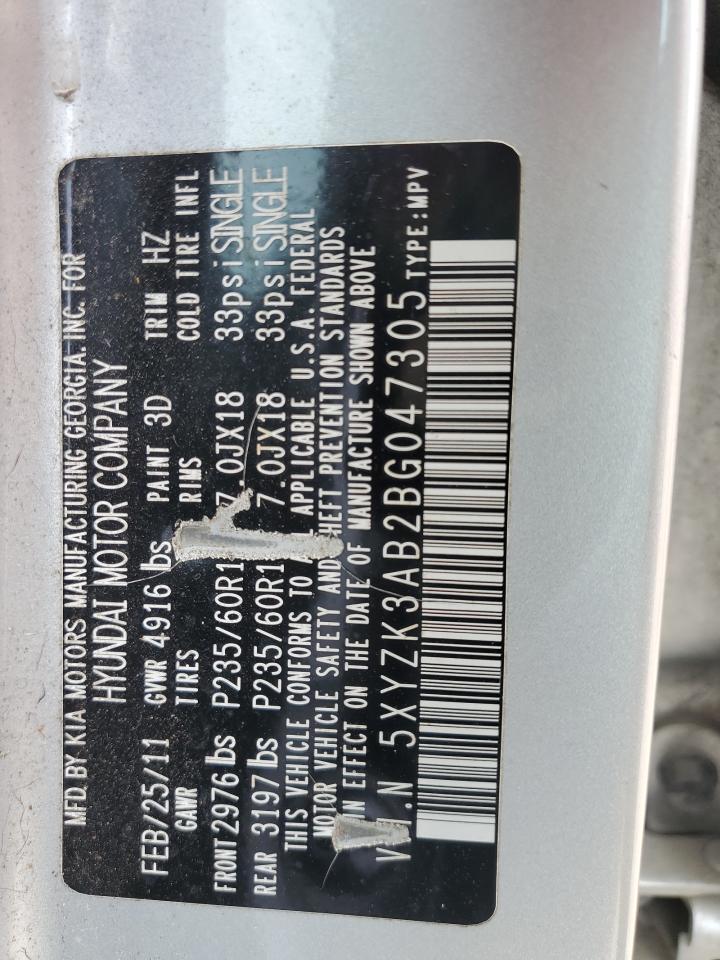 MFD. BY KIA MOTORS MANUFACTURING GEORGIA. INC. FOR
HYUNDAI MOTOR COMPANY
FEB/25/11 GVWR 4916 lbs PAINT 3D TRIM HZ
GAWR TIRES RIMS COLD TIRE INFL
FRONT 2976 lbs P235/60R1 7.0JX18 33psi SINGLE
REAR 3197 lbs P235/60R1 7.0JX18 33psi SINGLE
THIS VEHICLE CONFORMS TO APPLICABLE U.S.A. FEDERAL
MOTOR VEHICLE SAFETY AND THEFT PREVENTION STANDARDS
IN EFFECT ON THE DATE OF MANUFACTURE SHOWN ABOVE
V.I.N 5XYZK3AB2BG047305 TYPE:MPV